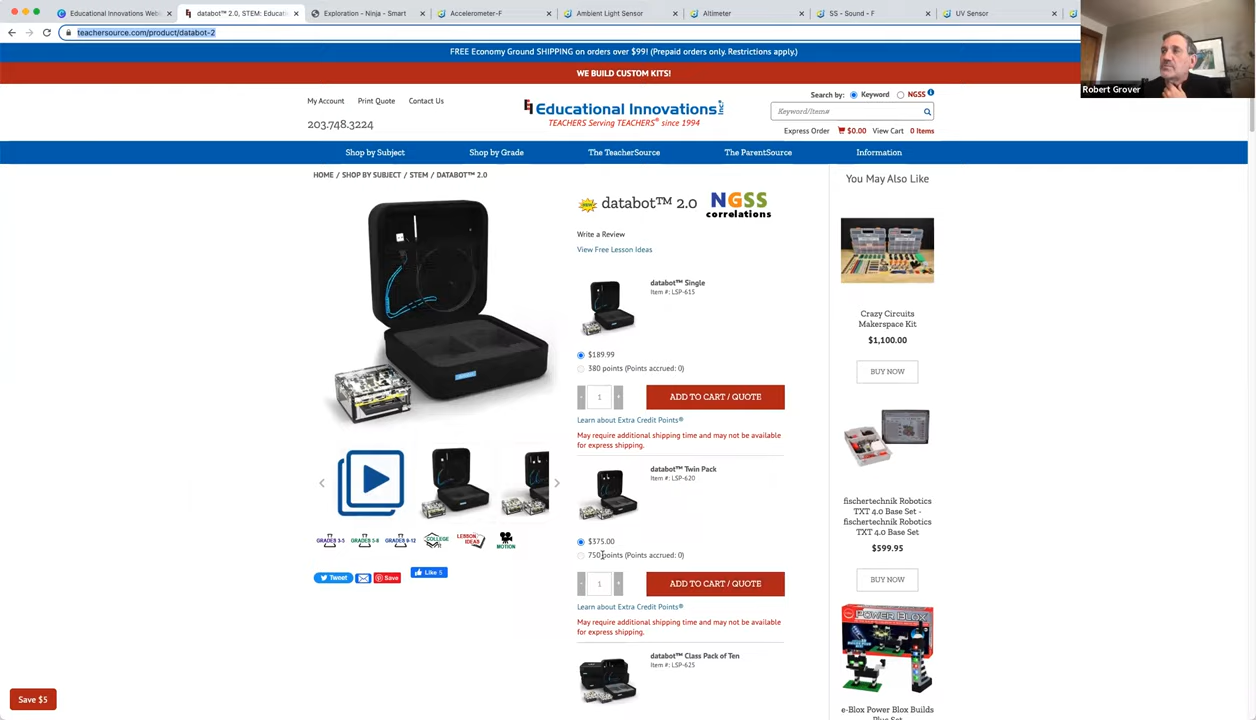 Educational Innovations Web
databot™ 2.0, STEM: Educati
Exploration - Ninja - Smart
Accelerometer-F
Ambient Light Sensor
Altimeter
SS - Sound - F
UV Sensor
teachersource.com/product/databot-2
FREE Economy Ground SHIPPING on orders over $99! (Prepaid orders only. Restrictions apply.)
WE BUILD CUSTOM KITS!
Robert Grover
My Account
Print Quote
Contact Us
203.748.3224
Educational Innovations Inc
TEACHERS Serving TEACHERS® since 1994
Search by:
Keyword
NGSS
Keyword/Item#
Express Order
$0.00
View Cart
0 Items
Shop by Subject
Shop by Grade
The TeacherSource
The ParentSource
Information
HOME / SHOP BY SUBJECT / STEM / DATABOT™ 2.0
NEW
databot™ 2.0
NGSS
correlations
Write a Review
View Free Lesson Ideas
databot™ Single
Item #: LSP-615
$189.99
380 points (Points accrued: 0)
- 1 +
ADD TO CART / QUOTE
Learn about Extra Credit Points®
May require additional shipping time and may not be available
for express shipping.
databot™ Twin Pack
Item #: LSP-620
$375.00
750 points (Points accrued: 0)
- 1 +
ADD TO CART / QUOTE
Learn about Extra Credit Points®
May require additional shipping time and may not be available
for express shipping.
databot™ Class Pack of Ten
Item #: LSP-625
GRADES 3-5
GRADES 3-8
GRADES 9-12
COLLEGE
LESSON IDEAS
MOTION
Tweet
Save
Like 5
You May Also Like
Crazy Circuits
Makerspace Kit
$1,100.00
BUY NOW
fischertechnik Robotics
TXT 4.0 Base Set -
fischertechnik Robotics
TXT 4.0 Base Set
$599.95
BUY NOW
POWER BLOX
e-Blox Power Blox Builds
Plus Set
Save $5